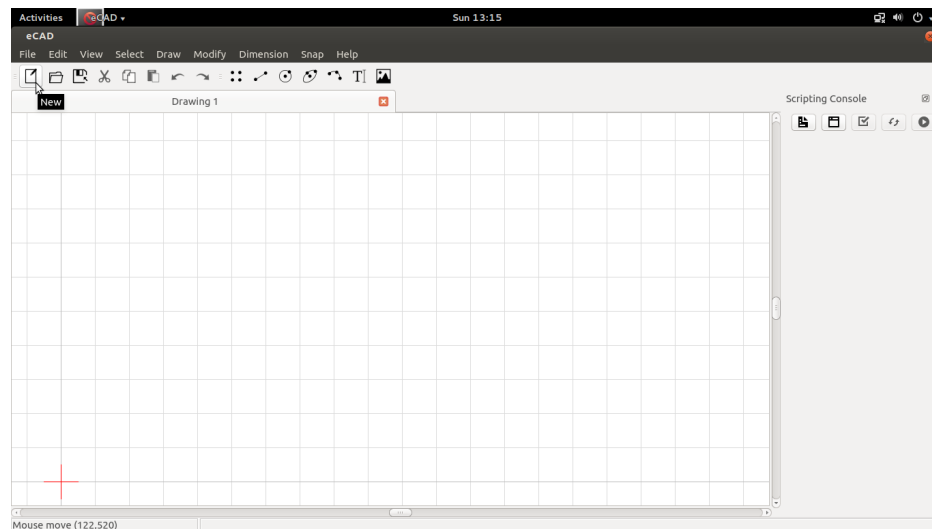 Activities eCAD Sun 13:15
eCAD
File Edit View Select Draw Modify Dimension Snap Help
New
Drawing 1
Scripting Console
Mouse move (122,520)